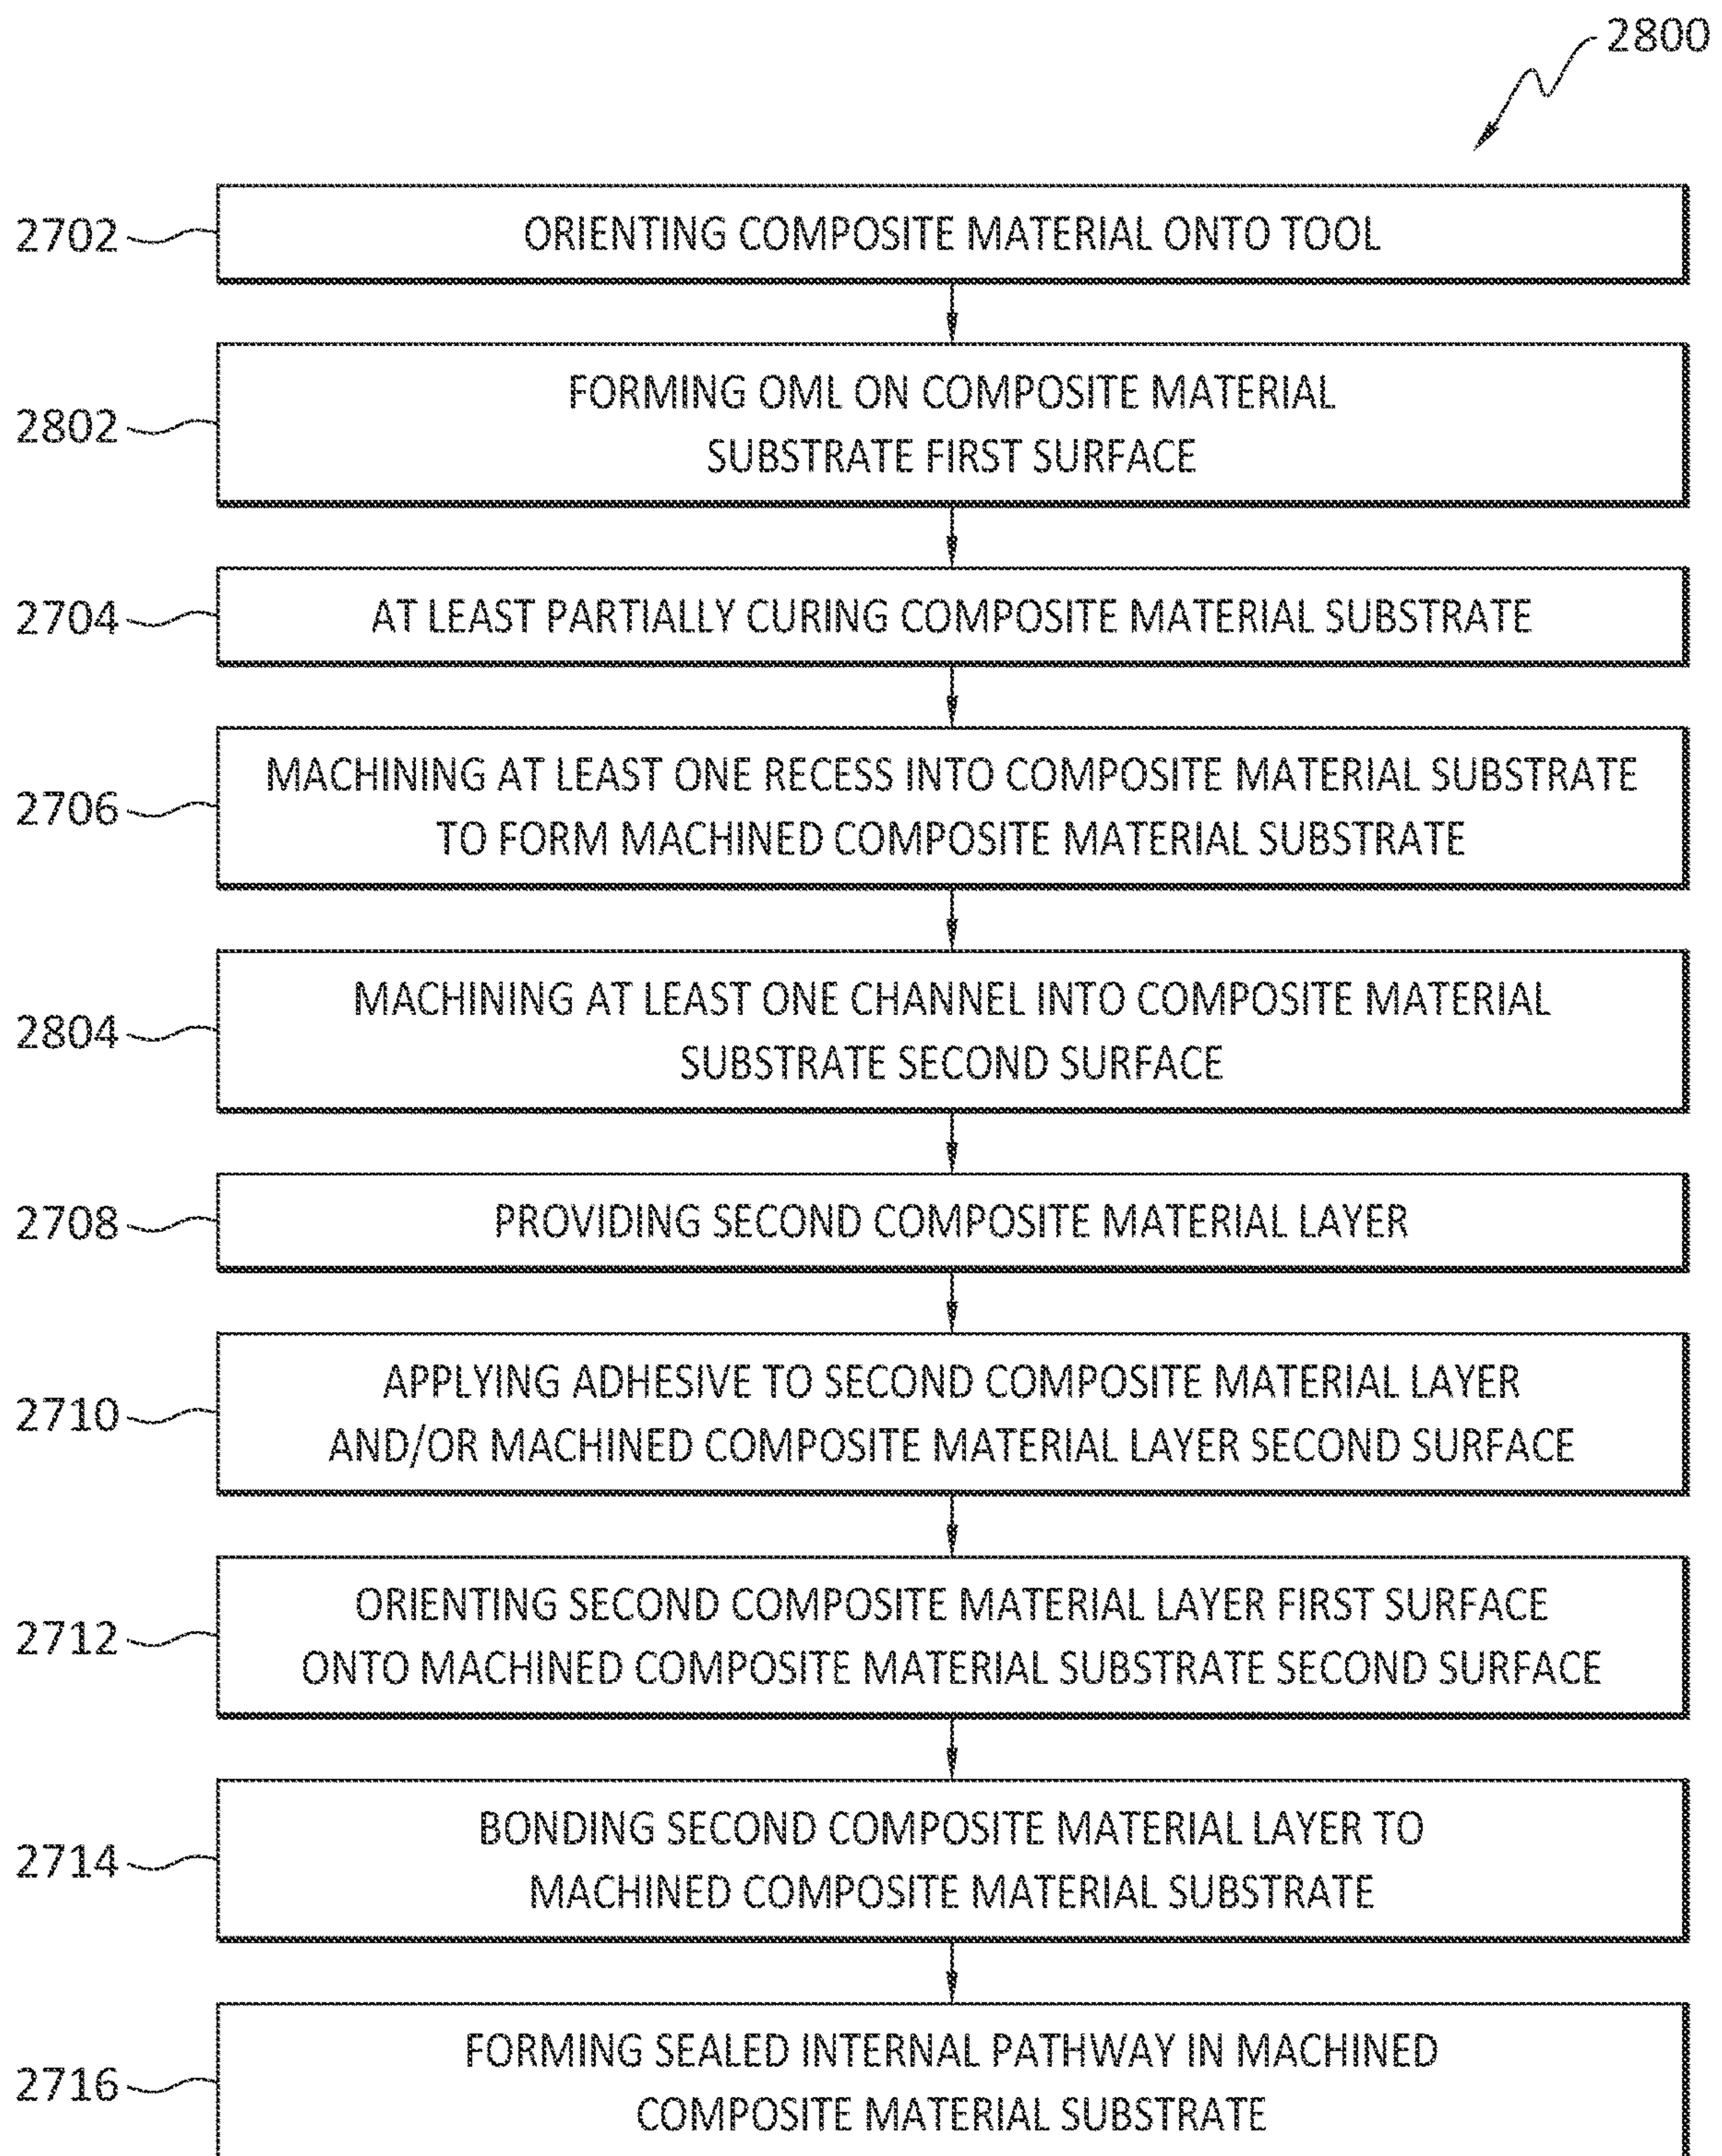 2800
2702
ORIENTING COMPOSITE MATERIAL ONTO TOOL
2802
FORMING OML ON COMPOSITE MATERIAL
SUBSTRATE FIRST SURFACE
2704
AT LEAST PARTIALLY CURING COMPOSITE MATERIAL SUBSTRATE
2706
MACHINING AT LEAST ONE RECESS INTO COMPOSITE MATERIAL SUBSTRATE
TO FORM MACHINED COMPOSITE MATERIAL SUBSTRATE
2804
MACHINING AT LEAST ONE CHANNEL INTO COMPOSITE MATERIAL
SUBSTRATE SECOND SURFACE
2708
PROVIDING SECOND COMPOSITE MATERIAL LAYER
2710
APPLYING ADHESIVE TO SECOND COMPOSITE MATERIAL LAYER
AND/OR MACHINED COMPOSITE MATERIAL LAYER SECOND SURFACE
2712
ORIENTING SECOND COMPOSITE MATERIAL LAYER FIRST SURFACE
ONTO MACHINED COMPOSITE MATERIAL SUBSTRATE SECOND SURFACE
2714
BONDING SECOND COMPOSITE MATERIAL LAYER TO
MACHINED COMPOSITE MATERIAL SUBSTRATE
2716
FORMING SEALED INTERNAL PATHWAY IN MACHINED
COMPOSITE MATERIAL SUBSTRATE